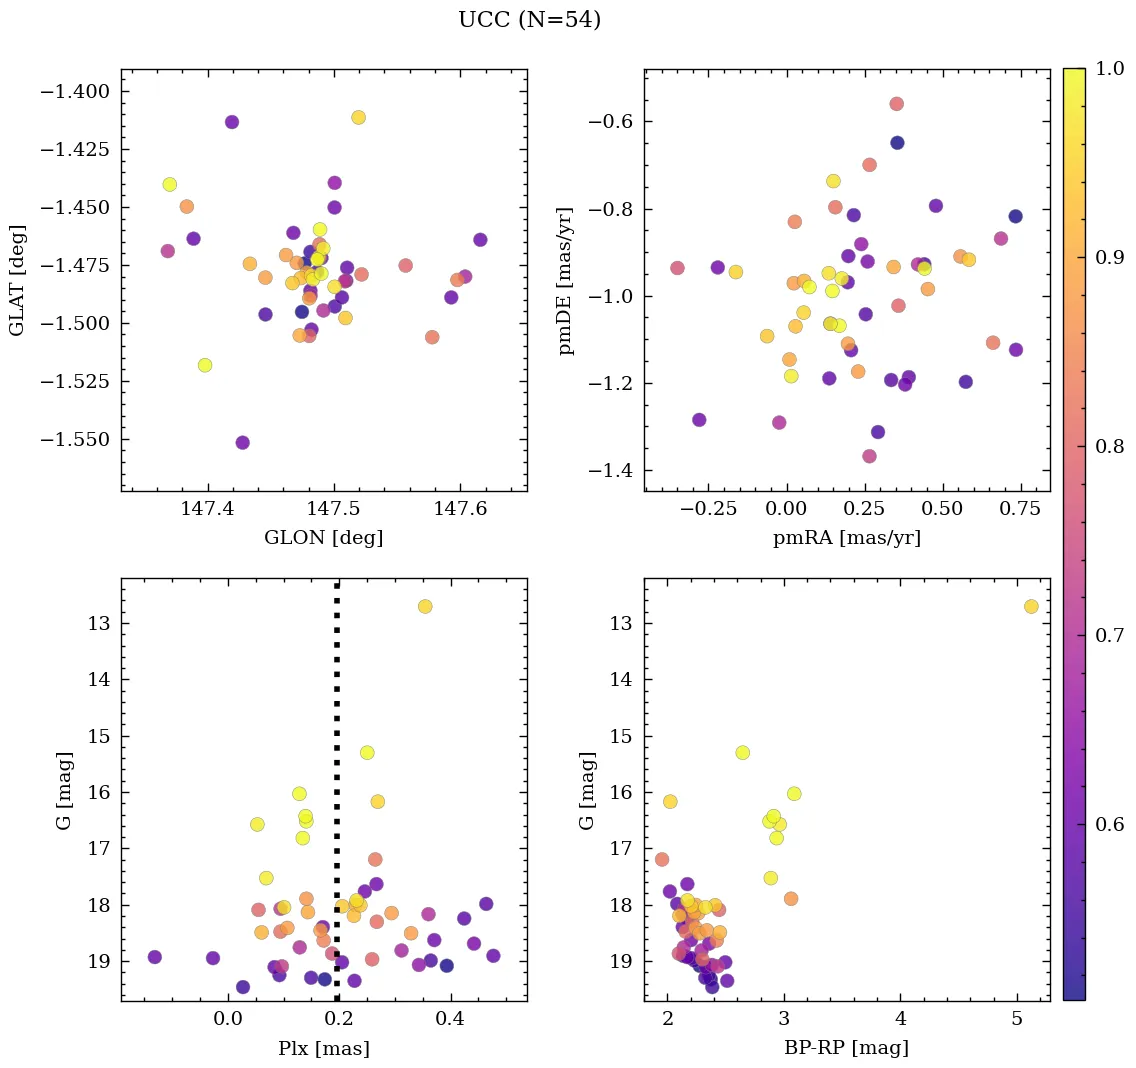 UCC (N=54)
−1.400
−1.425
−1.450
−1.475
−1.500
−1.525
−1.550
GLAT [deg]
147.4 147.5 147.6
GLON [deg]
−0.6
−0.8
−1.0
−1.2
−1.4
pmDE [mas/yr]
−0.25 0.00 0.25 0.50 0.75
pmRA [mas/yr]
1.0
0.9
0.8
0.7
0.6
13
14
15
16
17
18
19
G [mag]
0.0 0.2 0.4
Plx [mas]
13
14
15
16
17
18
19
G [mag]
2 3 4 5
BP-RP [mag]